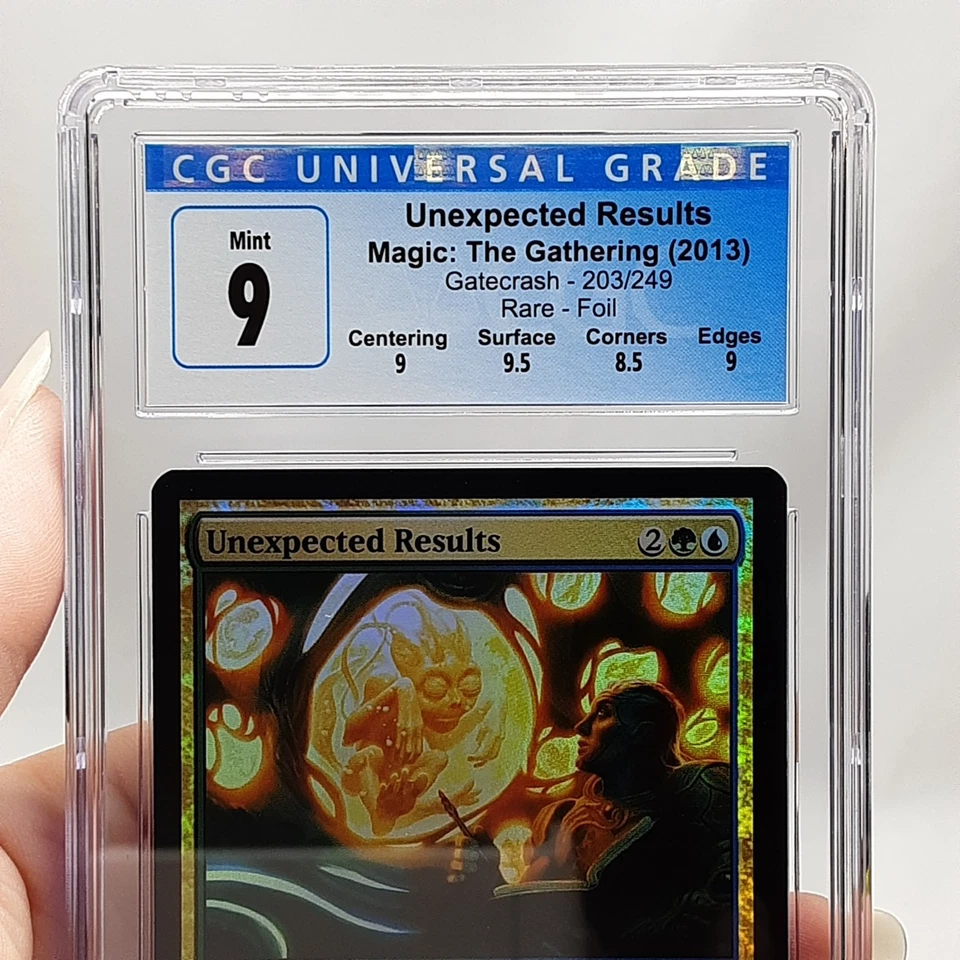 CGC UNIVERSAL GRADE
Mint
9
Unexpected Results
Magic: The Gathering (2013)
Gatecrash - 203/249
Rare - Foil
Centering Surface Corners Edges
9 9.5 8.5 9
Unexpected Results 2